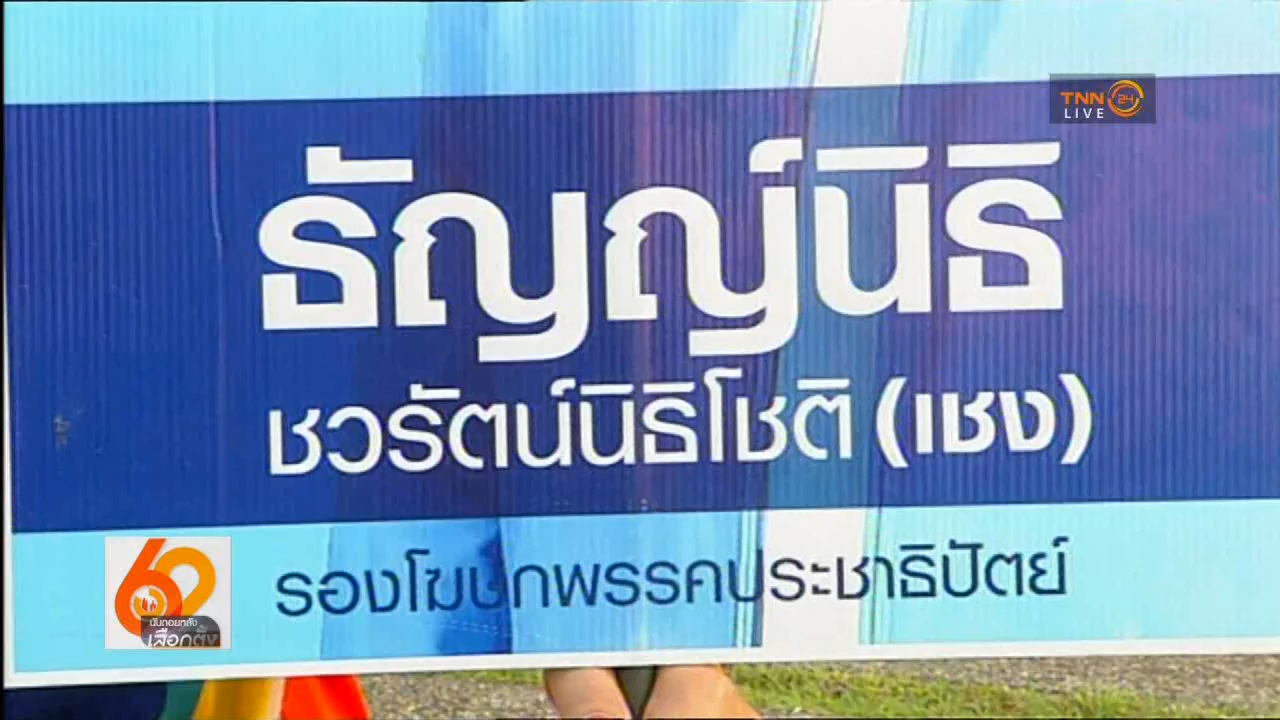 TNN 24
LIVE
ธัญญ์นิธิ
ชวรัตน์นิธิโชติ (เชง)
รองโฆษกพรรคประชาธิปัตย์
62
นับถอยหลัง
เลือกตั้ง